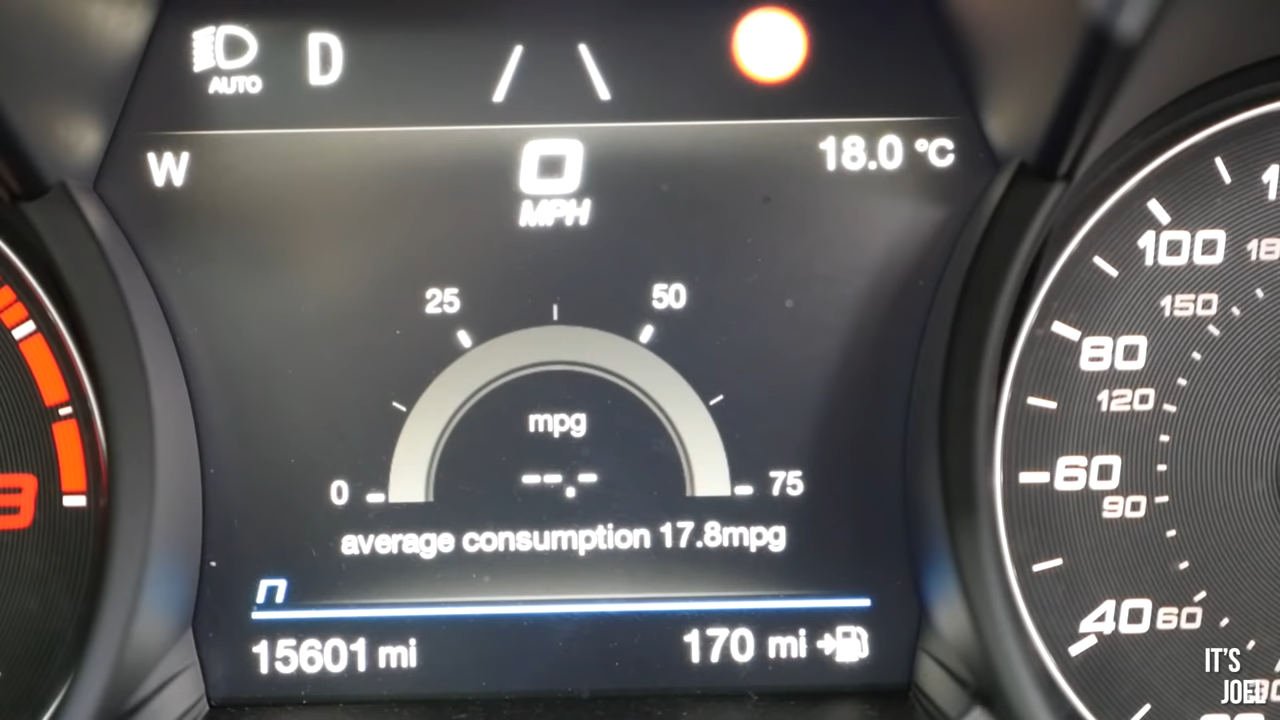 AUTO
D
W
0
MPH
18.0 °C
25
50
mpg
--.-
0
75
average consumption 17.8mpg
n
15601 mi
170 mi
100
150
80
120
60
90
40
60
IT'S
JOEL